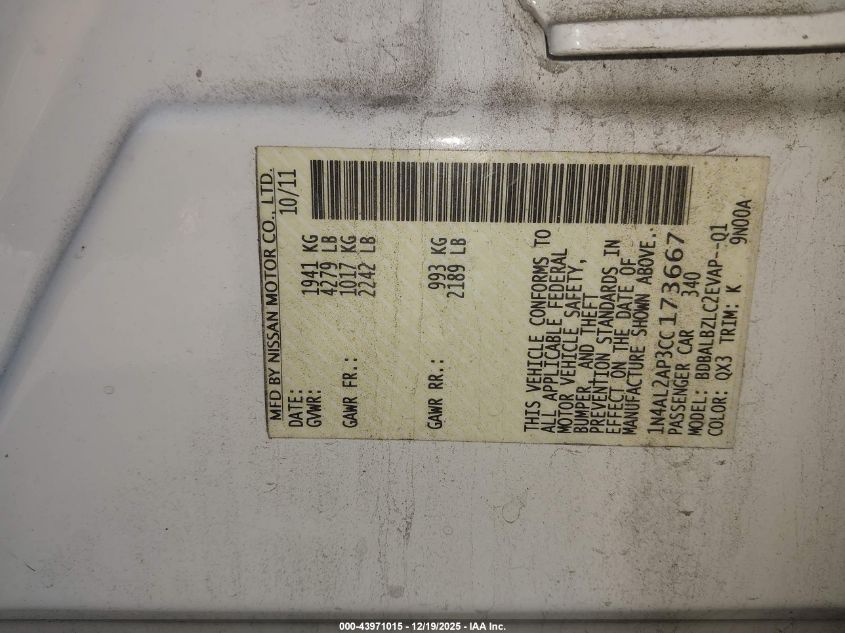 MFD BY NISSAN MOTOR CO., LTD.
DATE: 10/11
GVWR: 1941 KG
4279 LB
GAWR FR.: 1017 KG
2242 LB
GAWR RR.: 993 KG
2189 LB
THIS VEHICLE CONFORMS TO
ALL APPLICABLE FEDERAL
MOTOR VEHICLE SAFETY,
BUMPER, AND THEFT
PREVENTION STANDARDS IN
EFFECT ON THE DATE OF
MANUFACTURE SHOWN ABOVE.
1N4AL2AP3CC173667
PASSENGER CAR 340
MODEL: BDBALBZLC2EVAP--Q1
COLOR: QX3 TRIM: K 9N00A
000-43971015 - 12/19/2025 - IAA Inc.